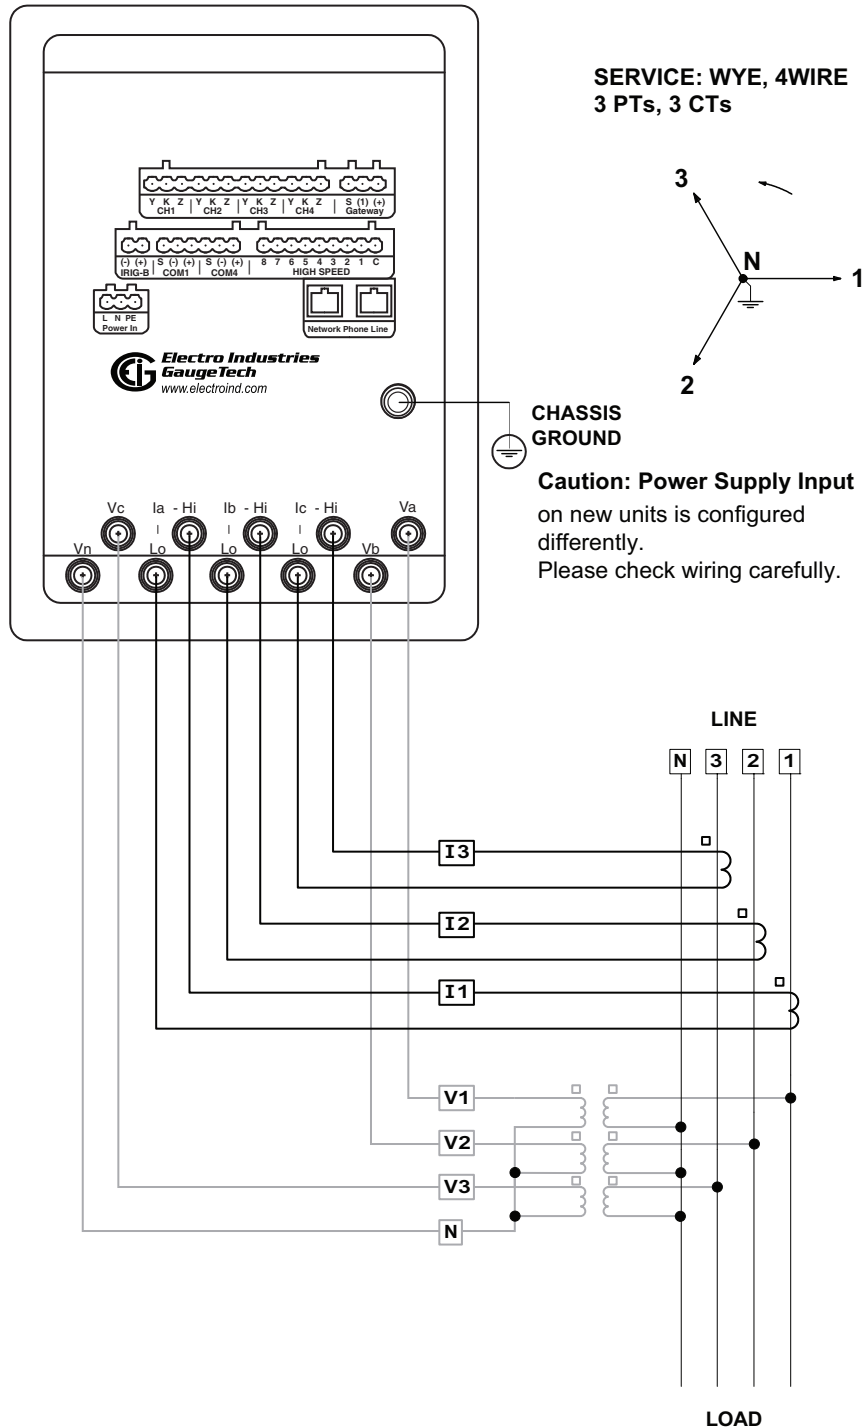 SERVICE: WYE, 4WIRE
3 PTs, 3 CTs
Y K Z | Y K Z | Y K Z | Y K Z | S (1) (+)
CH1 CH2 CH3 CH4 Gateway
(-) (+) | S (-) (+) | S (-) (+) | 8 7 6 5 4 3 2 1 C
IRIG-B COM1 COM4 HIGH SPEED
L N PE
Power In
Network Phone Line
EIG
Electro Industries
GaugeTech
www.electroind.com
3
N
1
2
CHASSIS
GROUND
Caution: Power Supply Input
on new units is configured
differently.
Please check wiring carefully.
Vc Ia - Hi Ib - Hi Ic - Hi Va
Vn Lo Lo Lo Vb
LINE
N 3 2 1
I3
I2
I1
V1
V2
V3
N
LOAD